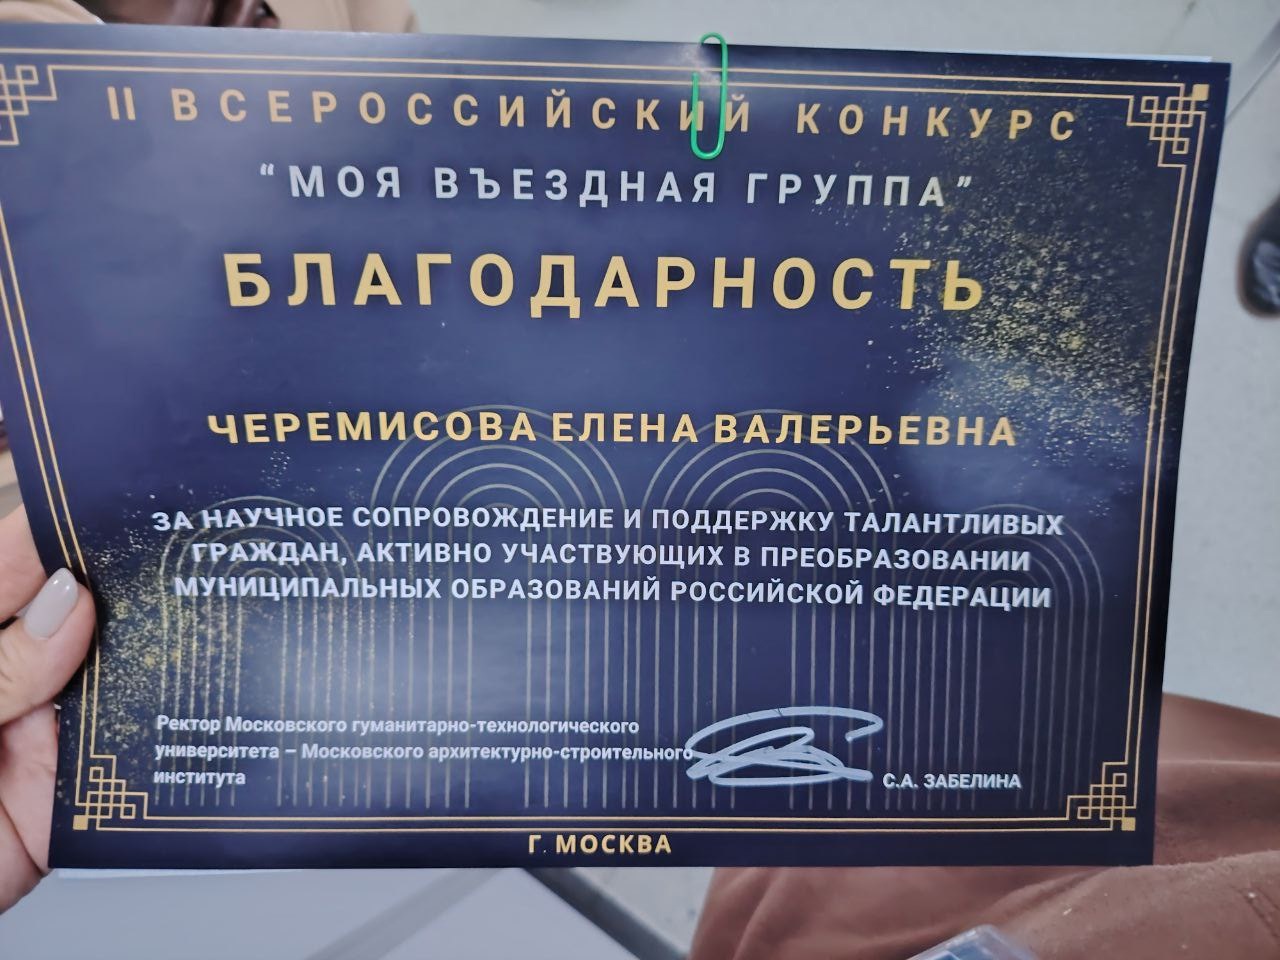 II ВСЕРОССИЙСКИЙ КОНКУРС
“МОЯ ВЪЕЗДНАЯ ГРУППА”
БЛАГОДАРНОСТЬ
ЧЕРЕМИСОВА ЕЛЕНА ВАЛЕРЬЕВНА
ЗА НАУЧНОЕ СОПРОВОЖДЕНИЕ И ПОДДЕРЖКУ ТАЛАНТЛИВЫХ
ГРАЖДАН, АКТИВНО УЧАСТВУЮЩИХ В ПРЕОБРАЗОВАНИИ
МУНИЦИПАЛЬНЫХ ОБРАЗОВАНИЙ РОССИЙСКОЙ ФЕДЕРАЦИИ
Ректор Московского гуманитарно-технологического
университета – Московского архитектурно-строительного
института
С.А. ЗАБЕЛИНА
Г. МОСКВА